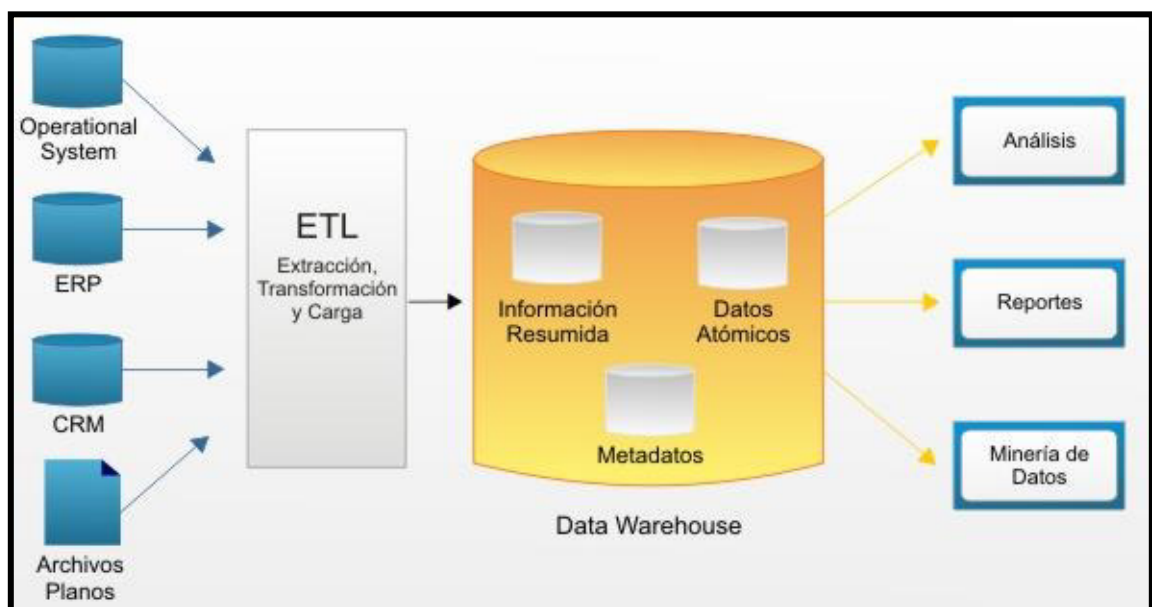 Operational
System
ERP
CRM
Archivos
Planos
ETL
Extracción,
Transformación
y Carga
Información
Resumida
Datos
Atómicos
Metadatos
Data Warehouse
Análisis
Reportes
Minería de
Datos